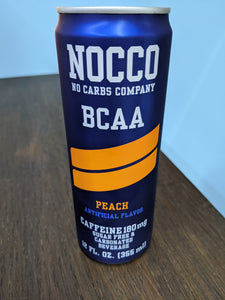 NOCCO
NO CARBS COMPANY
BCAA
PEACH
ARTIFICIAL FLAVOR
CAFFEINE 180mg
SUGAR FREE &
CARBONATED
BEVERAGE
12 FL. OZ. (355 ml)